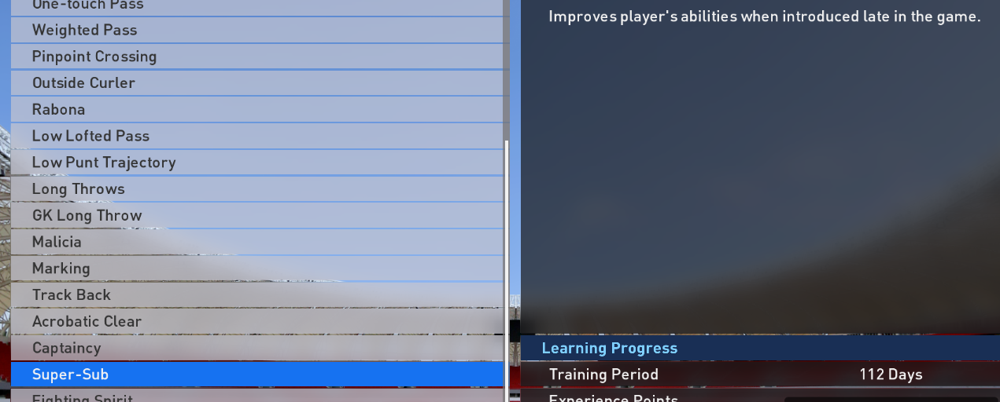 One-touch Pass
Weighted Pass
Pinpoint Crossing
Outside Curler
Rabona
Low Lofted Pass
Low Punt Trajectory
Long Throws
GK Long Throw
Malicia
Marking
Track Back
Acrobatic Clear
Captaincy
Super-Sub
Fighting Spirit
Improves player's abilities when introduced late in the game.
Learning Progress
Training Period 112 Days
Experience Points